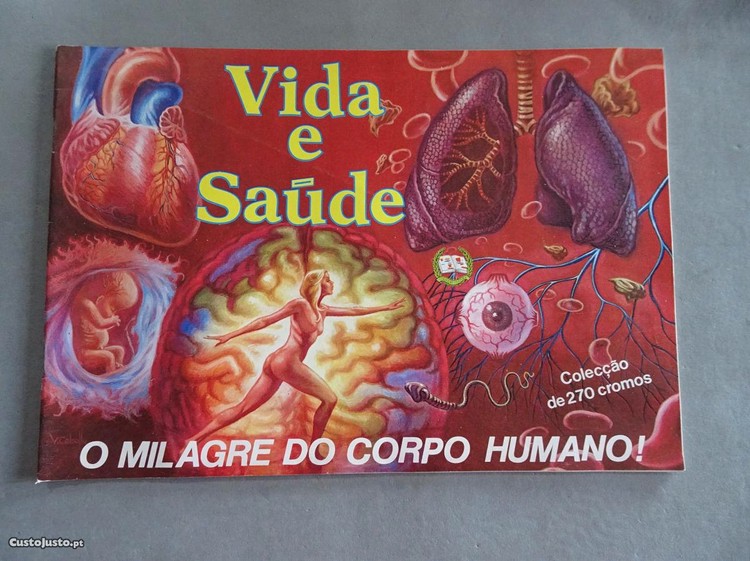 Vida
e
Saúde
Colecção
de 270 cromos
O MILAGRE DO CORPO HUMANO!
CustoJusto.pt